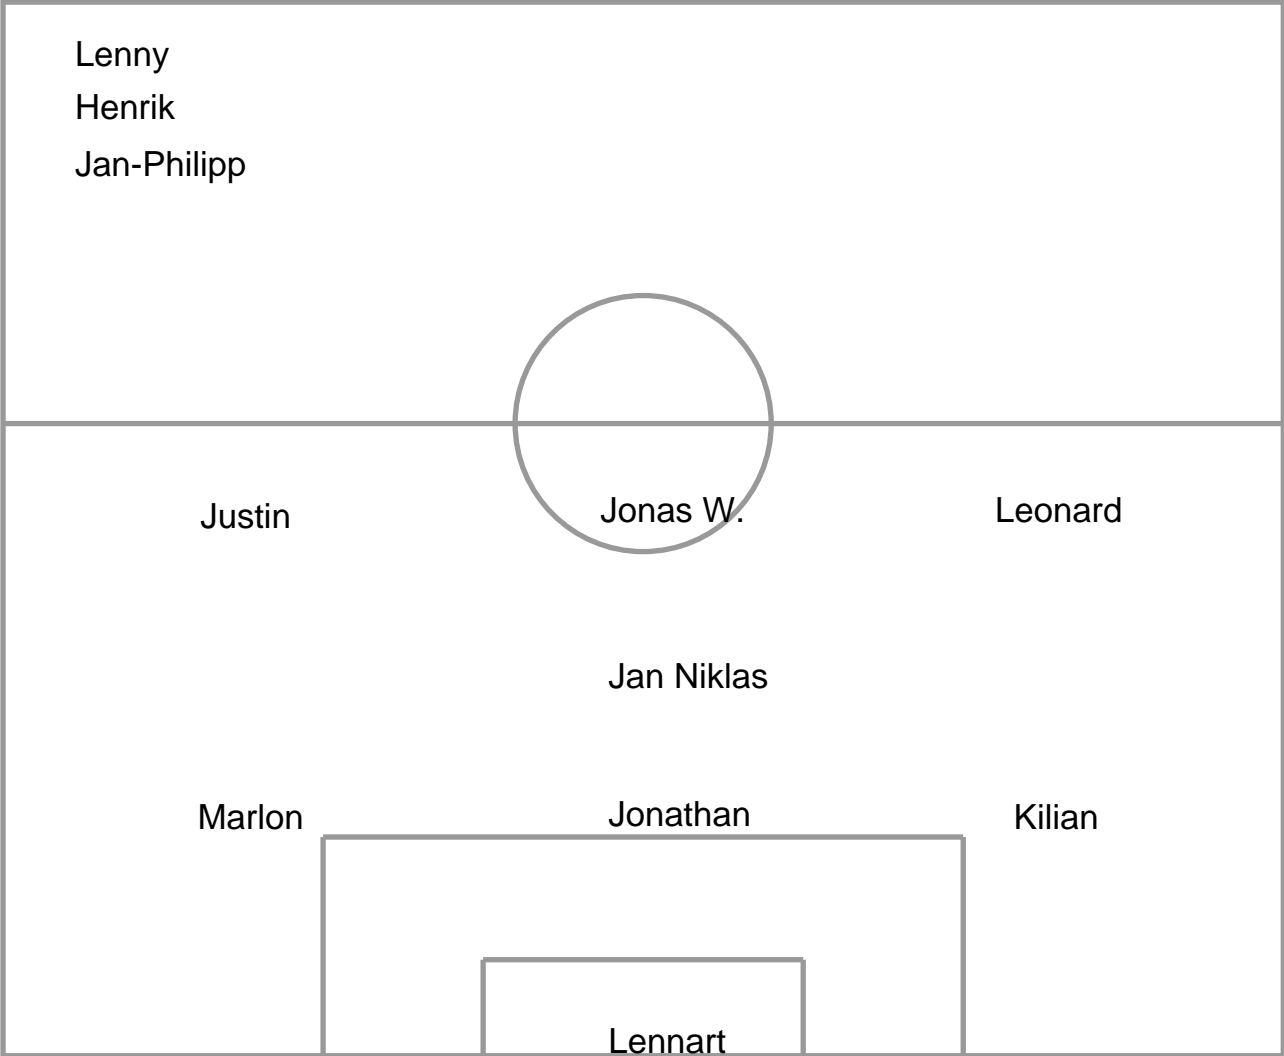 Lenny
Henrik
Jan-Philipp
Justin Jonas W. Leonard
Jan Niklas
Marlon Jonathan Kilian
Lennart